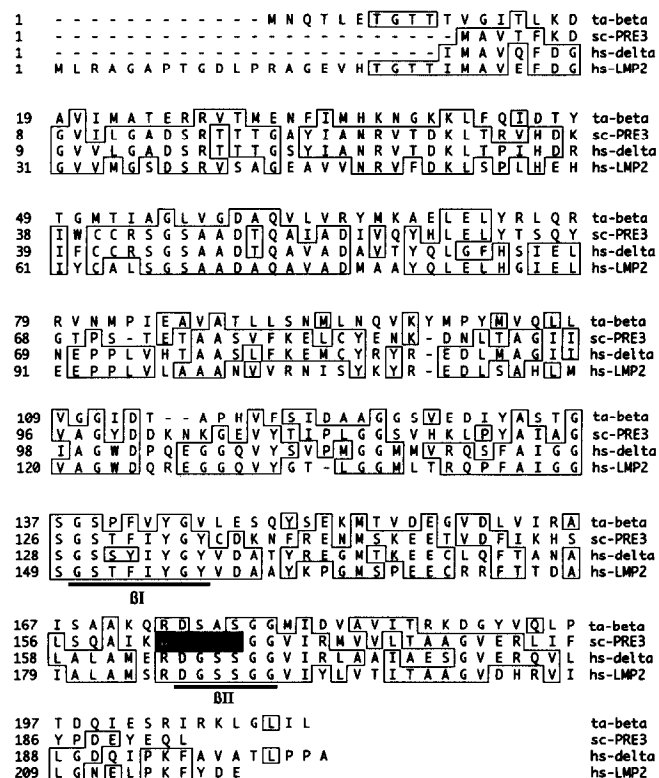 1 - - - - - - - - - - - - M N Q T L E T G T T T V G I T L K D ta-beta
1 - - - - - - - - - - - - - - - - - - - - - - - M A V T F K D sc-PRE3
1 - - - - - - - - - - - - - - - - - - - - - - I M A V Q F D G hs-delta
1 M L R A G A P T G D L P R A G E V H T G T T I M A V E F D G hs-LMP2
19 A V I M A T E R R V T M E N F I M H K N G K K L F Q I D T Y ta-beta
8 G V I L G A D S R T T T G A Y I A N R V T D K L T R V H D K sc-PRE3
9 G V V L G A D S R T T T G S Y I A N R V T D K L T P I H D R hs-delta
31 G V V M G S D S R V S A G E A V V N R V F D K L S P L H E H hs-LMP2
49 T G M T I A G L V G D A Q V L V R Y M K A E L E L Y R L Q R ta-beta
38 I W C C R S G S A A D T Q A I A D I V Q Y H L E L Y T S Q Y sc-PRE3
39 I F C C R S G S A A D T Q A V A D A V T Y Q L G F H S I E L hs-delta
61 I Y C A L S G S A A D A Q A V A D M A A Y Q L E L H G I E L hs-LMP2
79 R V N M P I E A V A T L L S N M L N Q V K Y M P Y M V Q L L ta-beta
68 G T P S - T E T A A S V F K E L C Y E N K - D N L T A G I I sc-PRE3
69 N E P P L V H T A A S L F K E M C Y R Y R - E D L M A G I I hs-delta
91 E E P P L V L A A A N V V R N I S Y K Y R - E D L S A H L M hs-LMP2
109 V G G I D T - - A P H V F S I D A A G G S V E D I Y A S T G ta-beta
96 V A G Y D D K N K G E V Y T I P L G G S V H K L P Y A I A G sc-PRE3
98 I A G W D P Q E G G Q V Y S V P M G G M M V R Q S F A I G G hs-delta
120 V A G W D Q R E G G Q V Y G T - L G G M L T R Q P F A I G G hs-LMP2
137 S G S P F V Y G V L E S Q Y S E K M T V D E G V D L V I R A ta-beta
126 S G S T F I Y G Y C D K N F R E N M S K E E T V D F I K H S sc-PRE3
128 S G S S Y I Y G Y V D A T Y R E G M T K E E C L Q F T A N A hs-delta
149 S G S T F I Y G Y V D A A Y K P G M S P E E C R R F T T D A hs-LMP2
βI
167 I S A A K Q R D S A S G G M I D V A V I T R K D G Y V Q L P ta-beta
156 L S Q A I K G G V I R M V V L T A A G V E R L I F sc-PRE3
158 L A L A M E R D G S S G G V I R L A A I A E S G V E R Q V L hs-delta
179 I A L A M S R D G S S G G V I Y L V T I T A A G V D H R V I hs-LMP2
βII
197 T D Q I E S R I R K L G L I L ta-beta
186 Y P D E Y E Q L sc-PRE3
188 L G D Q I P K F A V A T L P P A hs-delta
209 L G N E L P K F Y D E hs-LMP2